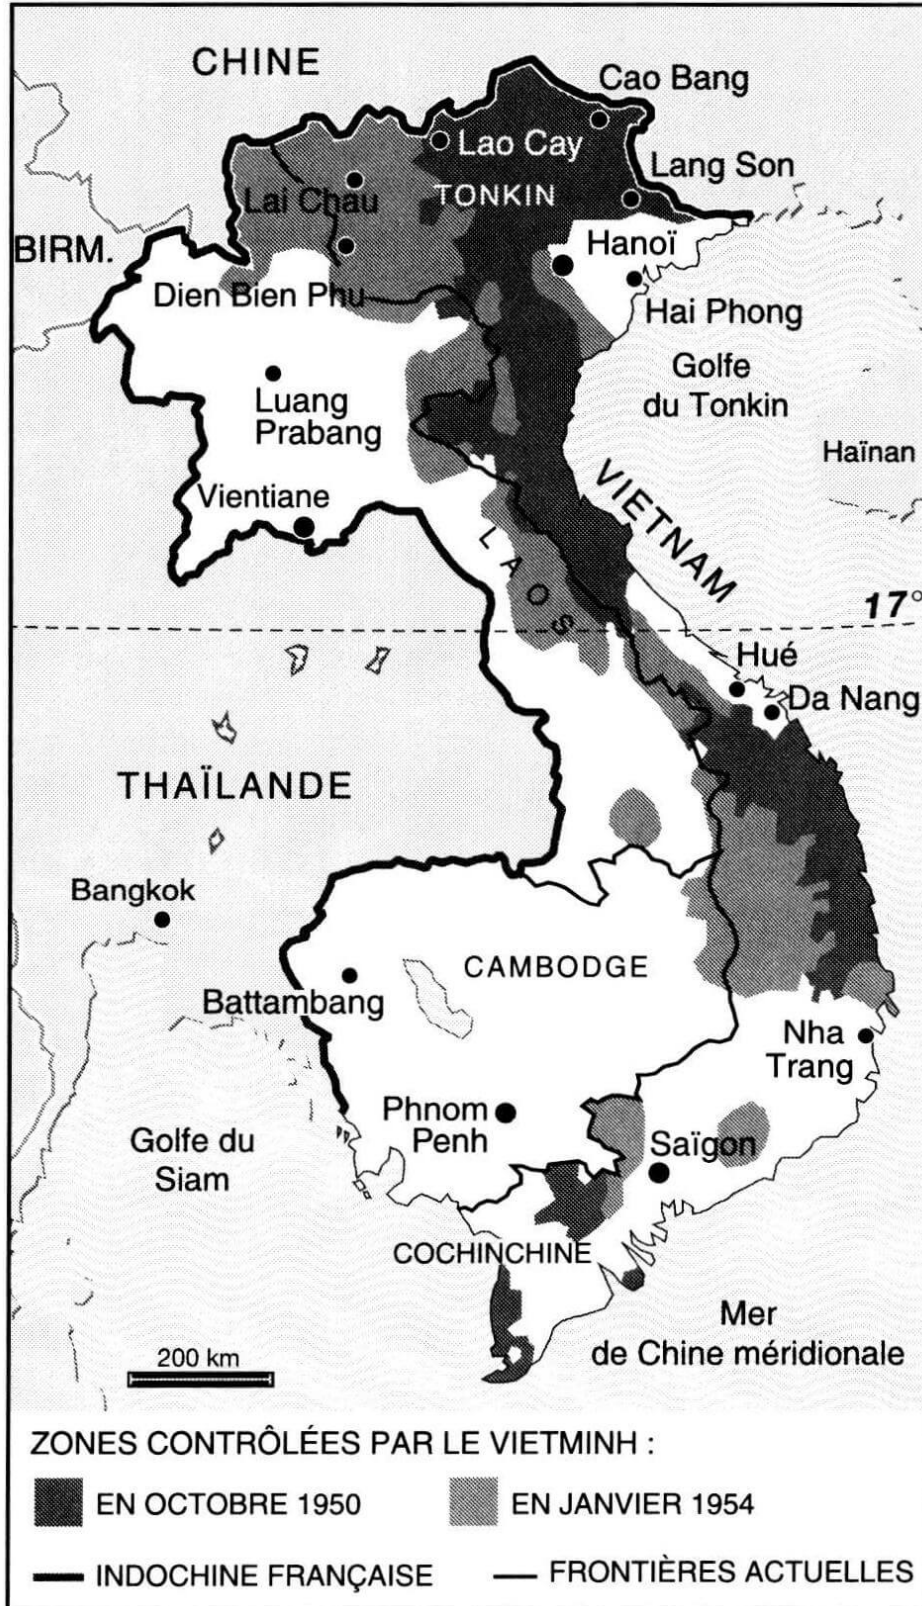 CHINE
Cao Bang
Lao Cay
Lang Son
TONKIN
Lai Chau
BIRM.
Hanoï
Dien Bien Phu
Hai Phong
Golfe
du Tonkin
Luang
Prabang
Haïnan
Vientiane
VIETNAM
LAOS
17°
Hué
Da Nang
THAÏLANDE
Bangkok
CAMBODGE
Battambang
Nha
Trang
Phnom
Penh
Golfe du
Siam
Saïgon
COCHINCHINE
Mer
de Chine méridionale
200 km
ZONES CONTRÔLÉES PAR LE VIETMINH :
EN OCTOBRE 1950
EN JANVIER 1954
INDOCHINE FRANÇAISE
FRONTIÈRES ACTUELLES